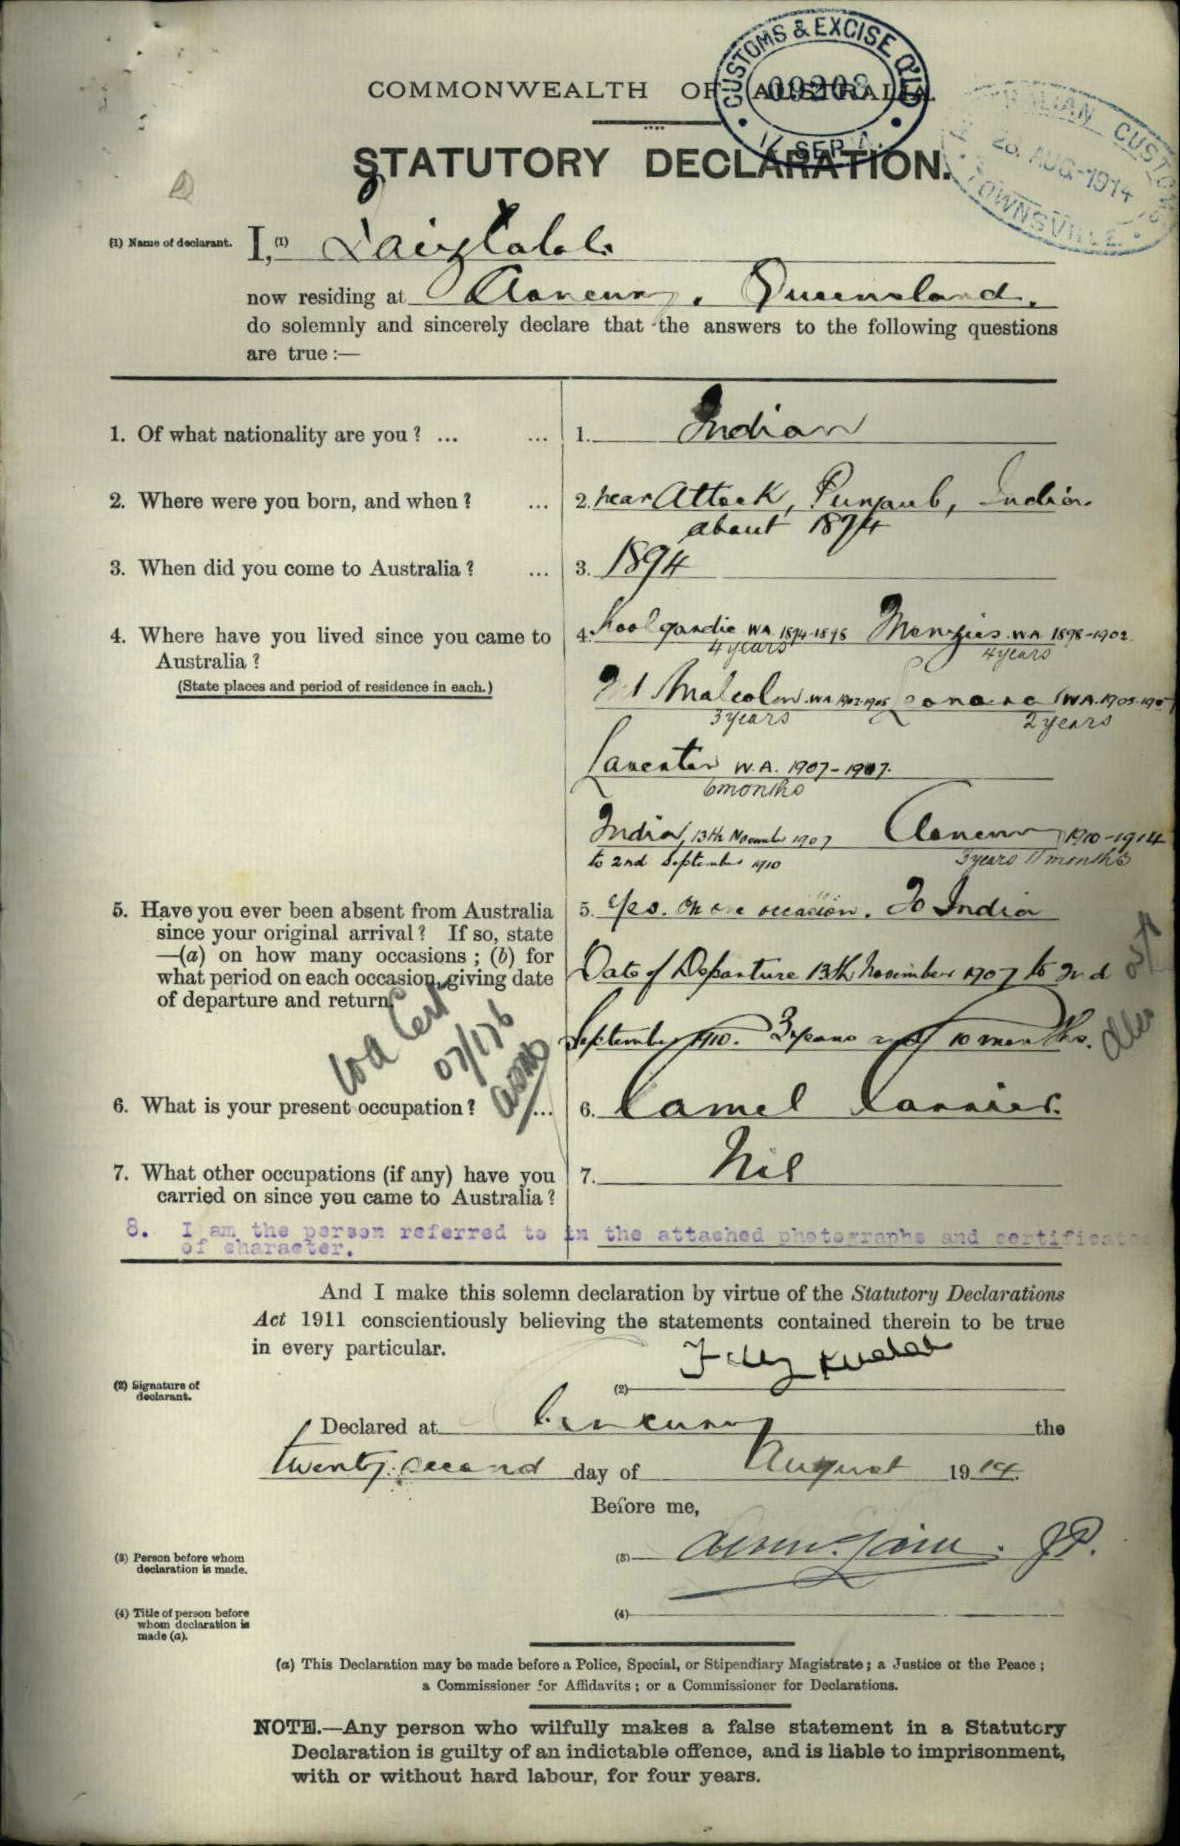 CUSTOMS & EXCISE Q'LD
09208
17 SEP
AUSTRALIAN CUSTOMS
28. AUG. 1914
TOWNSVILLE
COMMONWEALTH OF AUSTRALIA.
STATUTORY DECLARATION.
(1) Name of declarant. I, (1)
now residing at Cloncurry, Queensland,
do solemnly and sincerely declare that the answers to the following questions
are true :—
1. Of what nationality are you ? ... ... 1. Indian
2. Where were you born, and when ? ... 2. near Attock, Punjaub, India.
about 1874
3. When did you come to Australia ? ... 3. 1894
4. Where have you lived since you came to 4. Koolgardie WA 1894-1898 Menzies WA 1898-1902
4 years 4 years
Australia ?
(State places and period of residence in each.)
Mt Malcolm WA 1902-1905 (WA. 1905-1907
3 years 2 years
Laverton W.A. 1907-1907.
6 months
India, 13th November 1907 Cloncurry 1910-1914
to 2nd September 1910 3 years 11 months
5. Have you ever been absent from Australia 5. Yes. On one occasion. To India
since your original arrival ? If so, state
—(a) on how many occasions ; (b) for
what period on each occasion, giving date Date of Departure 13th November 1907 to 2nd
of departure and return.
September 1910. 3 years and 10 months.
WA Cert
07/176
6. What is your present occupation ? ... 6. Camel Carrier.
7. What other occupations (if any) have you 7. Nil
carried on since you came to Australia ?
8. I am the person referred to in the attached photographs and certificates
of character.
And I make this solemn declaration by virtue of the Statutory Declarations
Act 1911 conscientiously believing the statements contained therein to be true
in every particular.
(2) Signature of
declarant.
(2)
Declared at Cloncurry the
twenty second day of August 1914.
Before me,
(3) Person before whom
declaration is made.
(3) J.P.
(4) Title of person before
whom declaration is
made (a).
(4)
(a) This Declaration may be made before a Police, Special, or Stipendiary Magistrate ; a Justice of the Peace ;
a Commissioner for Affidavits ; or a Commissioner for Declarations.
NOTE.—Any person who wilfully makes a false statement in a Statutory
Declaration is guilty of an indictable offence, and is liable to imprisonment,
with or without hard labour, for four years.